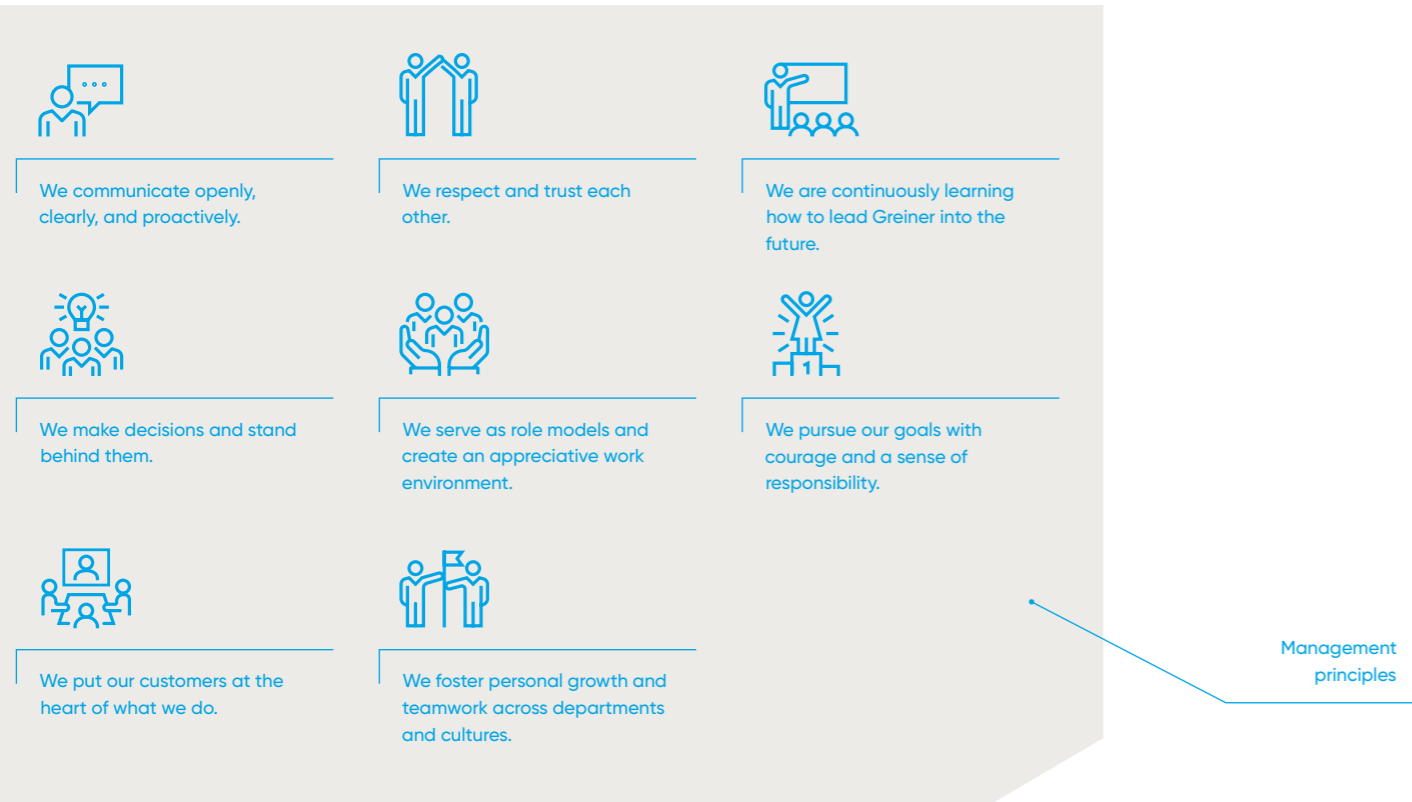 We communicate openly,
clearly, and proactively.
We respect and trust each
other.
We are continuously learning
how to lead Greiner into the
future.
We make decisions and stand
behind them.
We serve as role models and
create an appreciative work
environment.
1
We pursue our goals with
courage and a sense of
responsibility.
We put our customers at the
heart of what we do.
We foster personal growth and
teamwork across departments
and cultures.
Management
principles